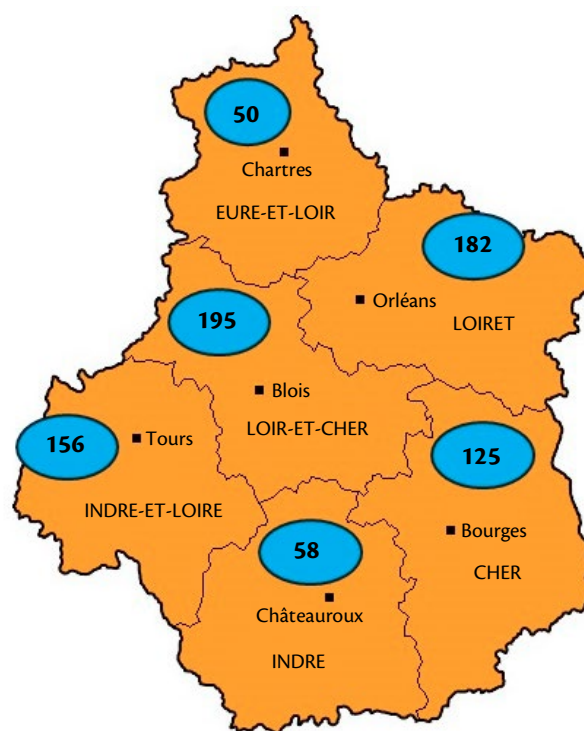 50
Chartres
EURE-ET-LOIR
182
Orléans
LOIRET
195
Blois
LOIR-ET-CHER
156
Tours
INDRE-ET-LOIRE
125
Bourges
CHER
58
Châteauroux
INDRE